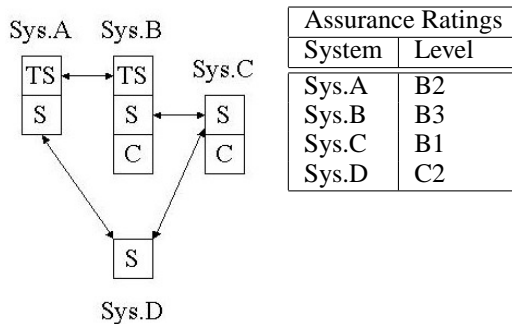 Sys.A
Sys.B
Sys.C
TS
S
TS
S
C
S
C
S
Sys.D
Assurance Ratings
System Level
Sys.A B2
Sys.B B3
Sys.C B1
Sys.D C2